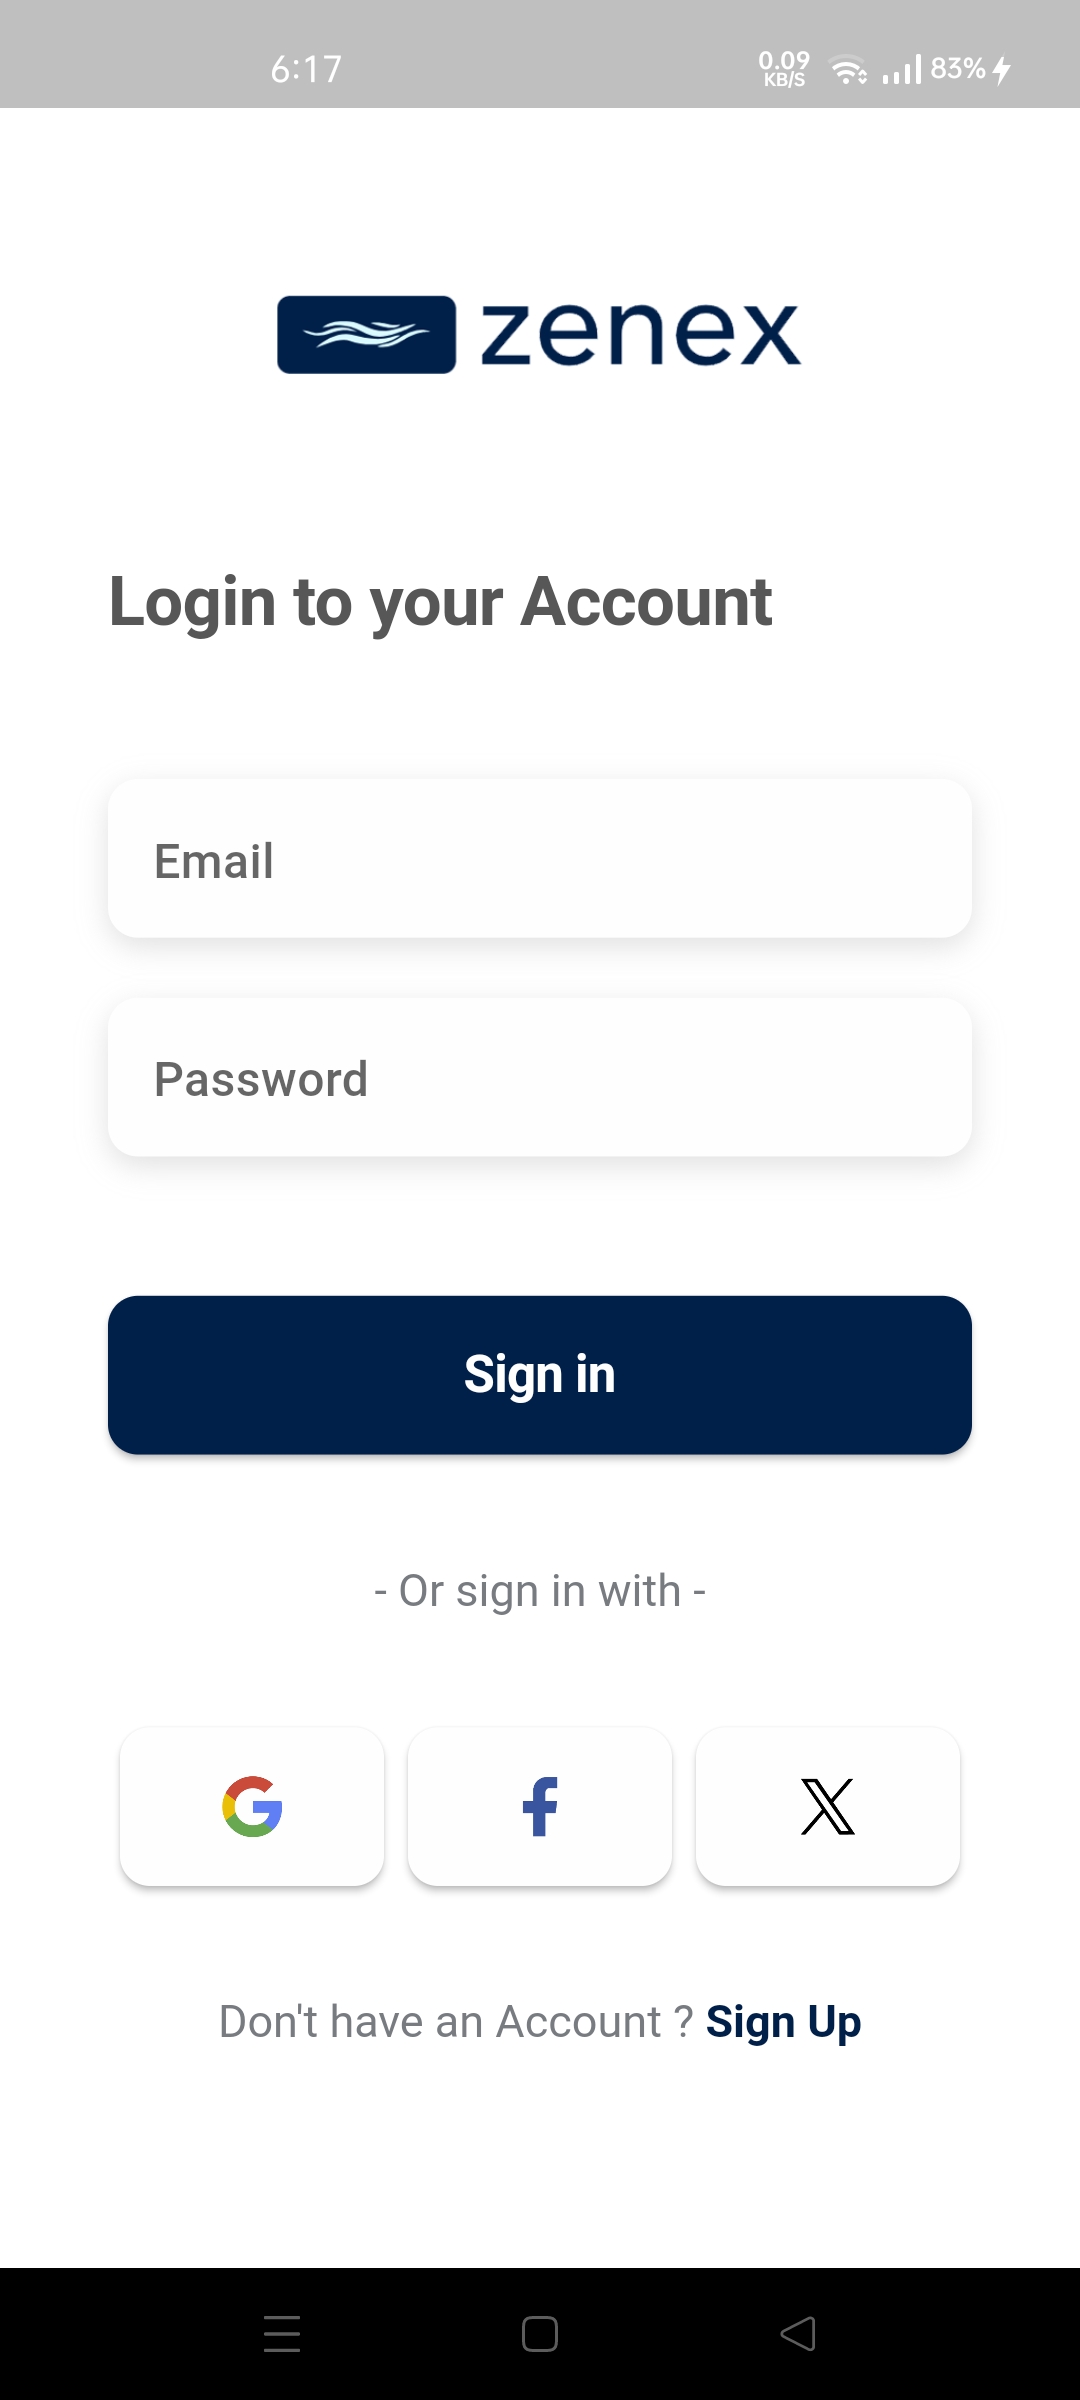 6:17
0.09
KB/S
83%
zenex
Login to your Account
Email
Password
Sign in
- Or sign in with -
Don't have an Account ? Sign Up